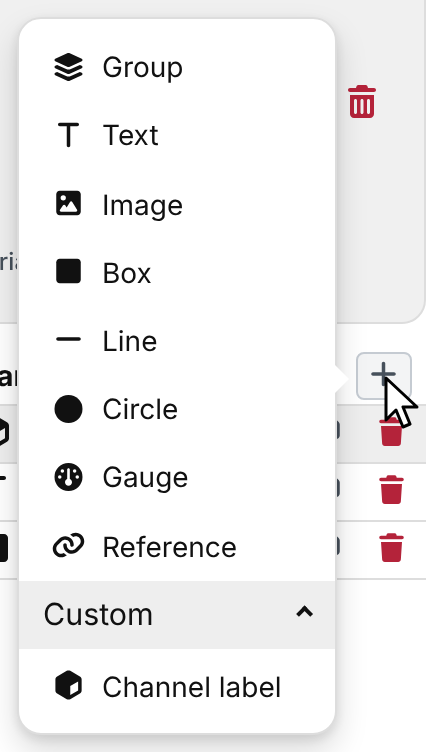 Group
Text
Image
Box
Line
Circle
Gauge
Reference
Custom
Channel label